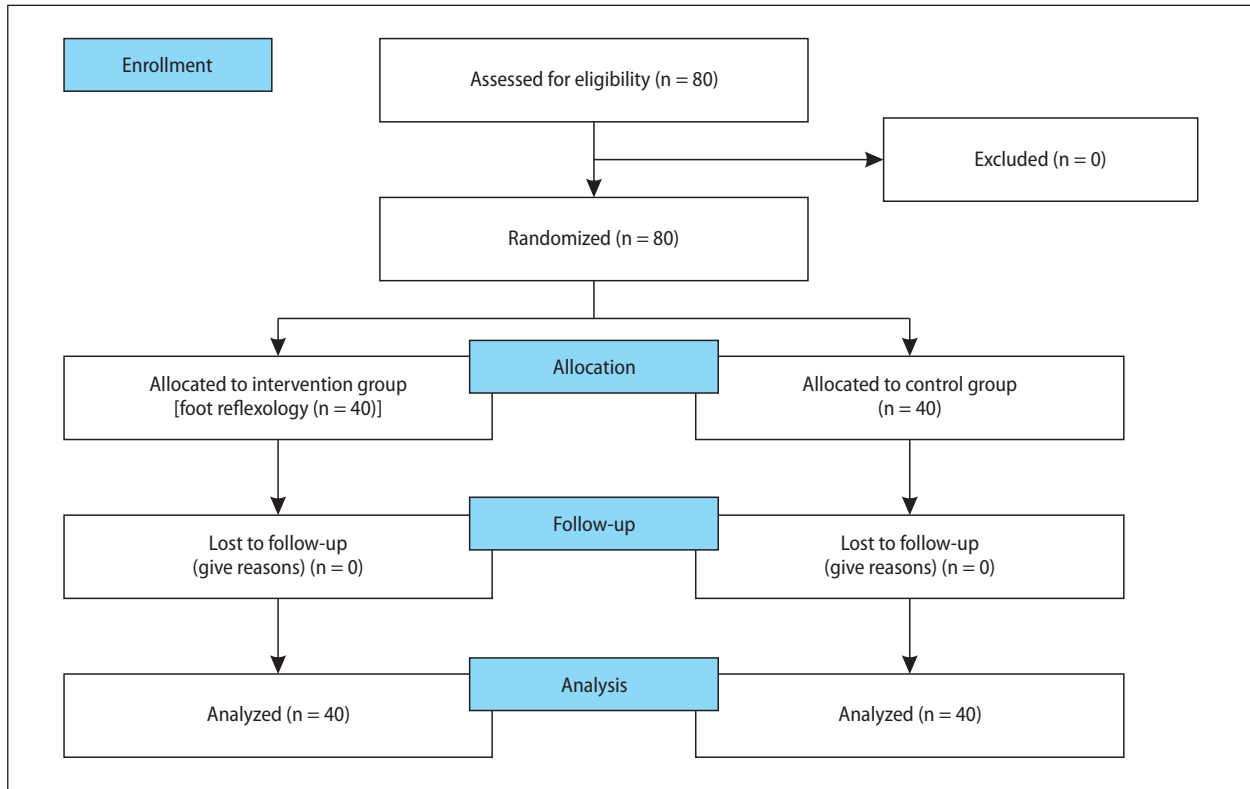 Enrollment
Assessed for eligibility (n = 80)
Excluded (n = 0)
Randomized (n = 80)
Allocation
Allocated to intervention group
[foot reflexology (n = 40)]
Allocated to control group
(n = 40)
Follow-up
Lost to follow-up
(give reasons) (n = 0)
Lost to follow-up
(give reasons) (n = 0)
Analysis
Analyzed (n = 40)
Analyzed (n = 40)